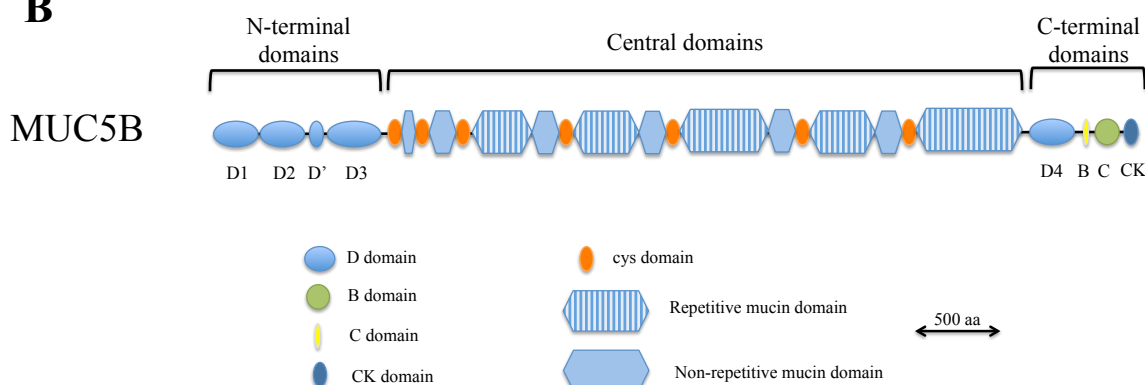 B
N-terminal
domains
Central domains
C-terminal
domains
MUC5B
D1 D2 D' D3 D4 B C CK
D domain
B domain
C domain
CK domain
cys domain
Repetitive mucin domain
Non-repetitive mucin domain
500 aa